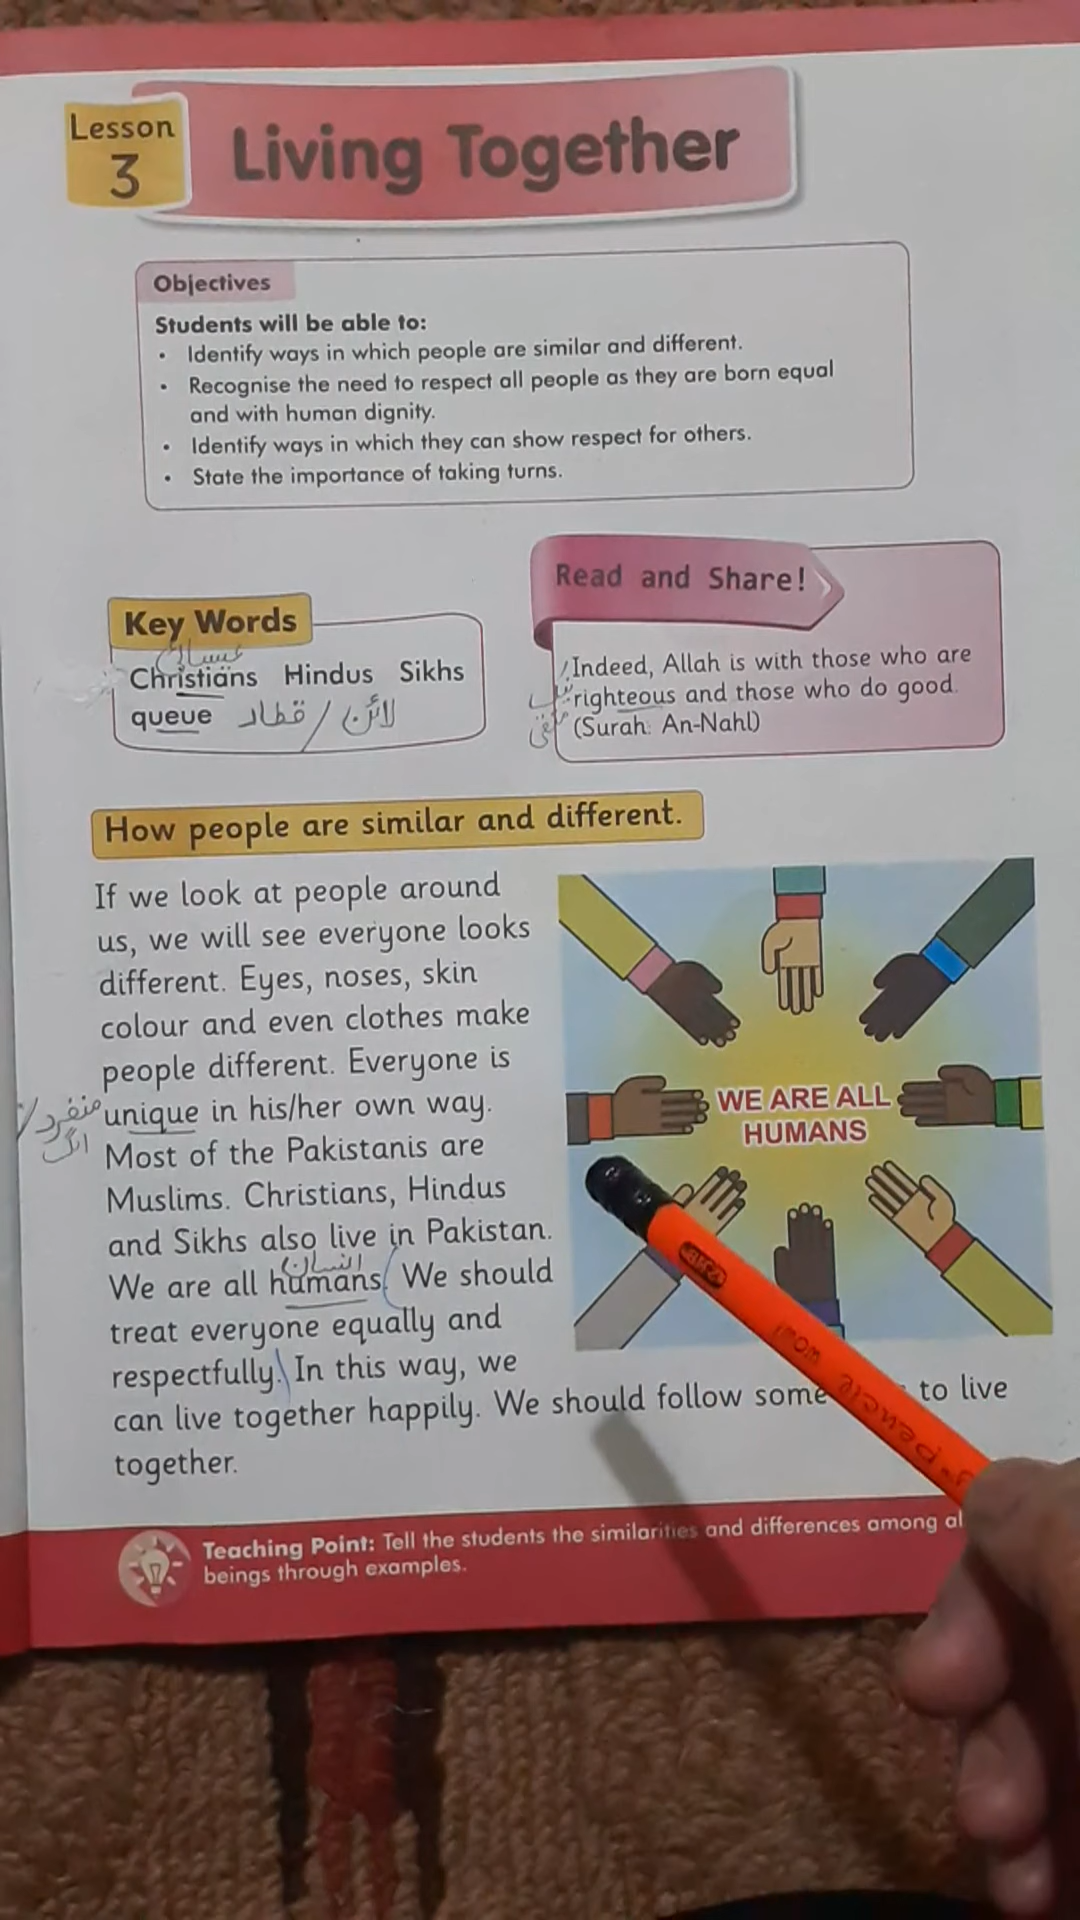 Lesson
3
Living Together
Objectives
Students will be able to:
• Identify ways in which people are similar and different.
• Recognise the need to respect all people as they are born equal
and with human dignity.
• Identify ways in which they can show respect for others.
• State the importance of taking turns.
Key Words
عیسائی
Christians Hindus Sikhs
queue قطار / لائن
Read and Share!
Indeed, Allah is with those who are
righteous and those who do good.
(Surah: An-Nahl)
How people are similar and different.
If we look at people around
us, we will see everyone looks
different. Eyes, noses, skin
colour and even clothes make
people different. Everyone is
منفرد /
unique in his/her own way.
Most of the Pakistanis are
Muslims. Christians, Hindus
and Sikhs also live in Pakistan.
انسان
We are all humans. We should
treat everyone equally and
respectfully. In this way, we
can live together happily. We should follow some to live
together.
WE ARE ALL
HUMANS
Teaching Point: Tell the students the similarities and differences among al
beings through examples.